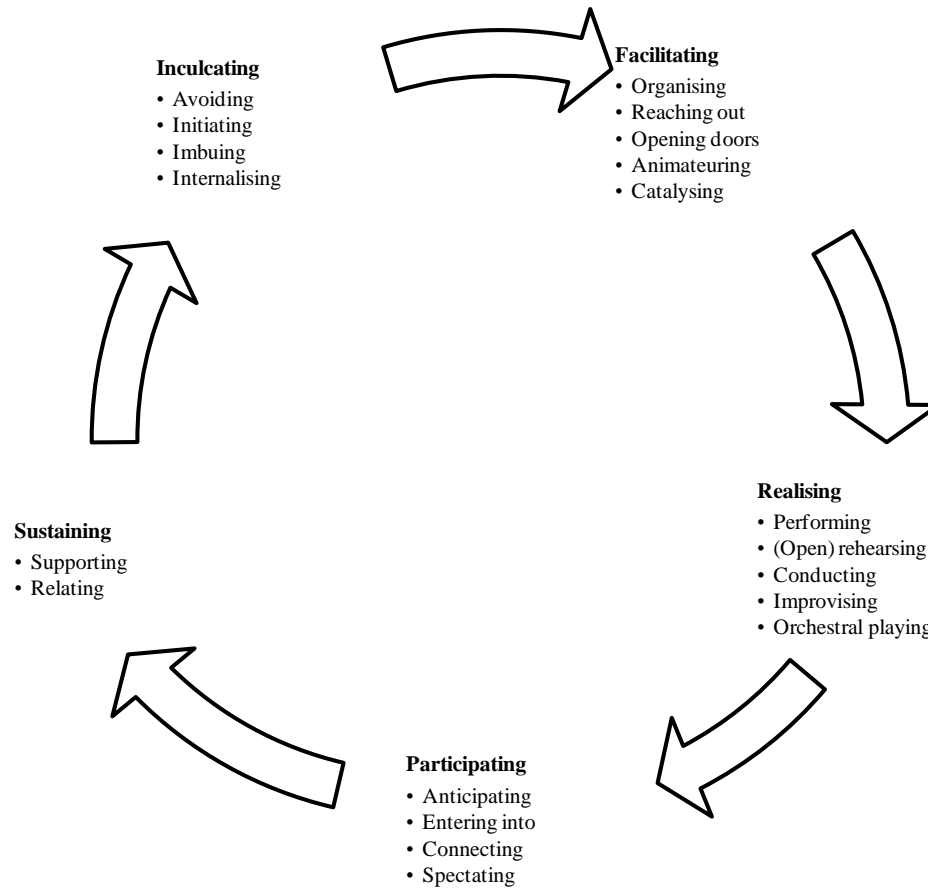 Inculcating
• Avoiding
• Initiating
• Imbuing
• Internalising
Facilitating
• Organising
• Reaching out
• Opening doors
• Animateuring
• Catalysing
Realising
• Performing
• (Open) rehearsing
• Conducting
• Improvising
• Orchestral playing
Participating
• Anticipating
• Entering into
• Connecting
• Spectating
Sustaining
• Supporting
• Relating